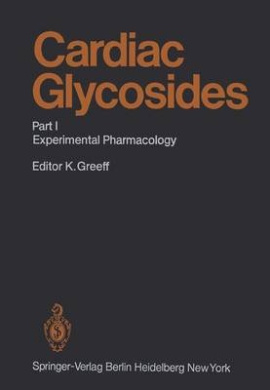 Cardiac
Glycosides
Part I
Experimental Pharmacology
Editor K. Greeff
Springer-Verlag Berlin Heidelberg New York